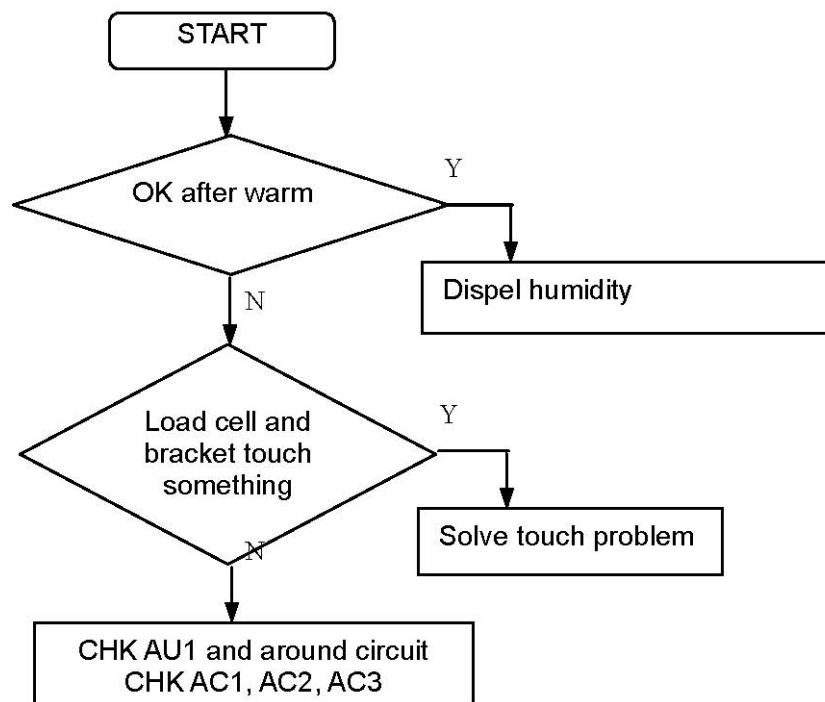 START
OK after warm
Y
Dispel humidity
N
Load cell and
bracket touch
something
Y
Solve touch problem
N
CHK AU1 and around circuit
CHK AC1, AC2, AC3